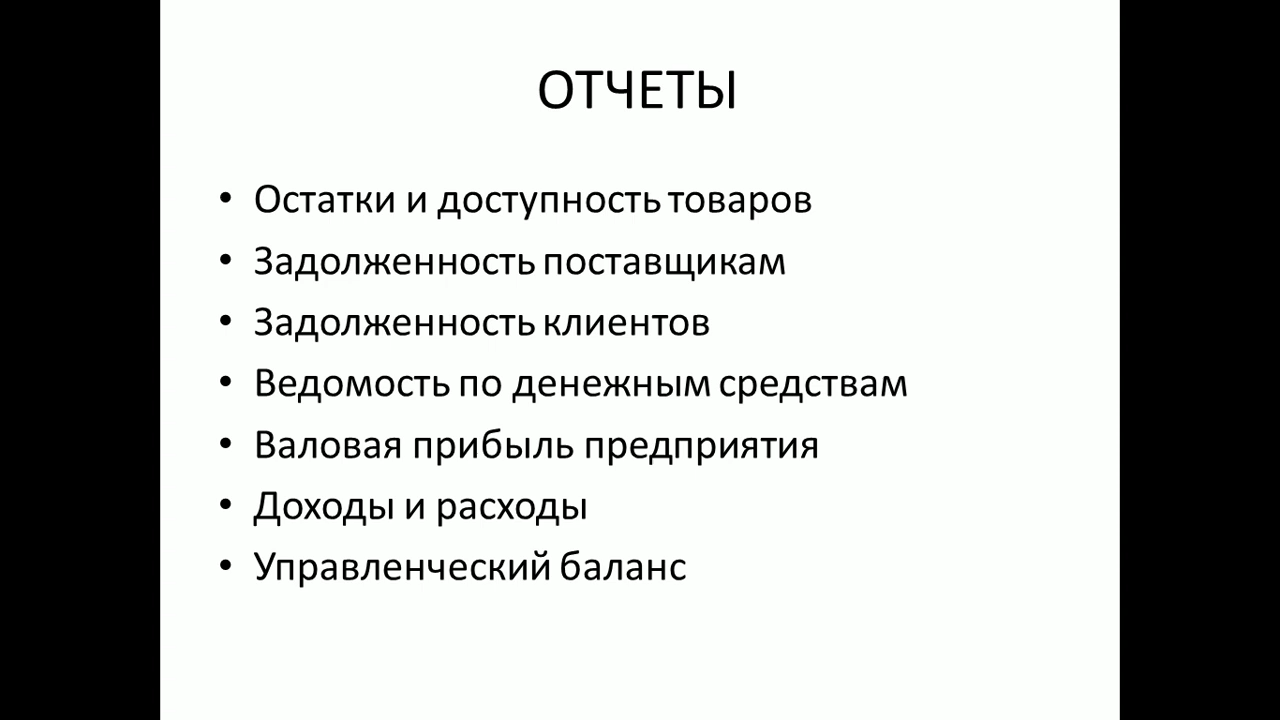 ОТЧЕТЫ
• Остатки и доступность товаров
• Задолженность поставщикам
• Задолженность клиентов
• Ведомость по денежным средствам
• Валовая прибыль предприятия
• Доходы и расходы
• Управленческий баланс